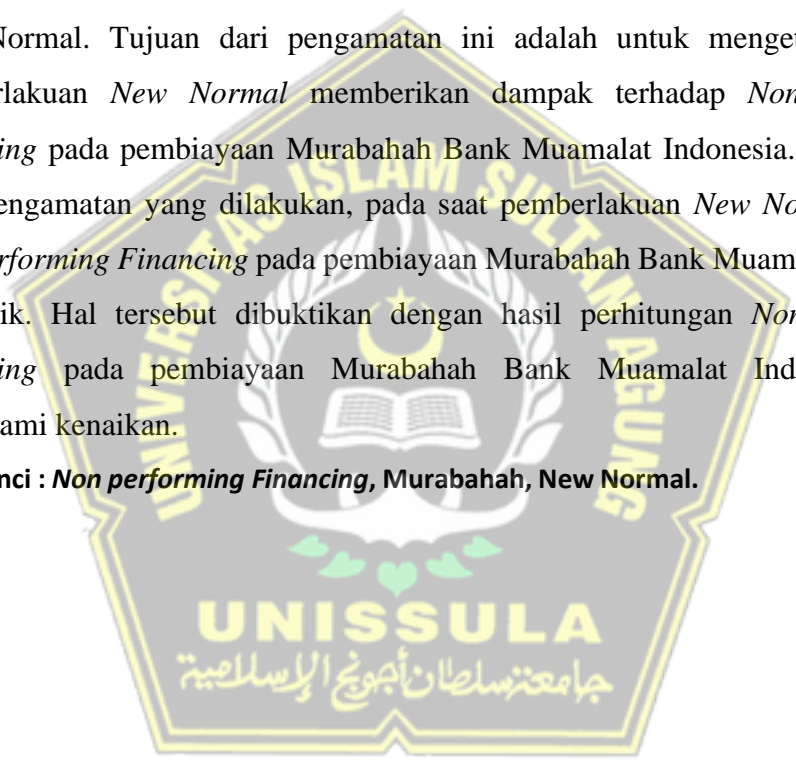 Normal. Tujuan dari pengamatan ini adalah untuk menget
rlakuan New Normal memberikan dampak terhadap Non
ing pada pembiayaan Murabahah Bank Muamalat Indonesia.
engamatan yang dilakukan, pada saat pemberlakuan New No
rforming Financing pada pembiayaan Murabahah Bank Muam
ik. Hal tersebut dibuktikan dengan hasil perhitungan Non
ing pada pembiayaan Murabahah Bank Muamalat Ind
ami kenaikan.
nci : Non performing Financing, Murabahah, New Normal.
UNIVERSITAS ISLAM SULTAN AGUNG
UNISSULA
جامعة سلطان أجونج الإسلامية